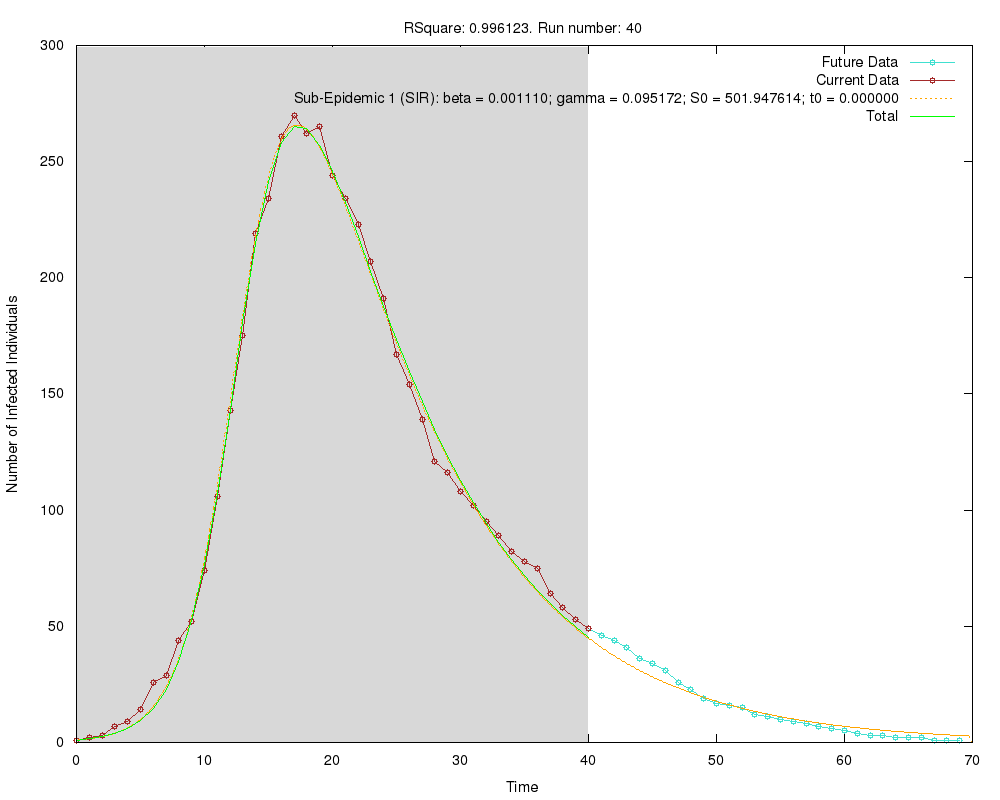 RSquare: 0.996123. Run number: 40
Future Data
Current Data
Sub-Epidemic 1 (SIR): beta = 0.001110; gamma = 0.095172; S0 = 501.947614; t0 = 0.000000
Total
300
250
200
150
100
50
0
Number of Infected Individuals
0 10 20 30 40 50 60 70
Time